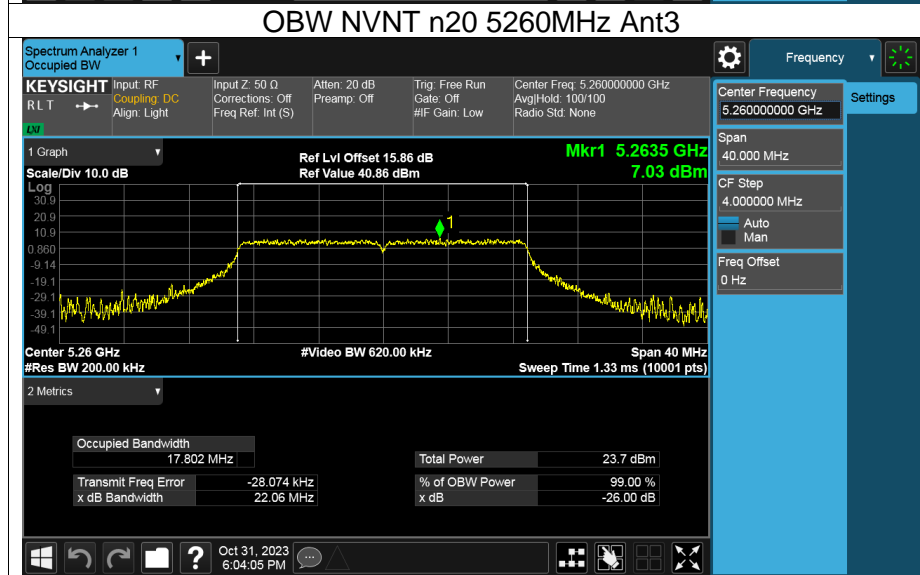 OBW NVNT n20 5260MHz Ant3
Spectrum Analyzer 1
Occupied BW
+
Frequency
KEYSIGHT
R L T
LXI
Input: RF
Coupling: DC
Align: Light
Input Z: 50 Ω
Corrections: Off
Freq Ref: Int (S)
Atten: 20 dB
Preamp: Off
Trig: Free Run
Gate: Off
#IF Gain: Low
Center Freq: 5.260000000 GHz
Avg|Hold: 100/100
Radio Std: None
Center Frequency
5.260000000 GHz
Settings
Span
40.000 MHz
CF Step
4.000000 MHz
Auto
Man
Freq Offset
0 Hz
1 Graph
Scale/Div 10.0 dB
Ref Lvl Offset 15.86 dB
Ref Value 40.86 dBm
Mkr1 5.2635 GHz
7.03 dBm
Log
30.9
20.9
10.9
0.860
-9.14
-19.1
-29.1
-39.1
-49.1
1
Center 5.26 GHz
#Res BW 200.00 kHz
#Video BW 620.00 kHz
Span 40 MHz
Sweep Time 1.33 ms (10001 pts)
2 Metrics
Occupied Bandwidth
17.802 MHz
Total Power 23.7 dBm
Transmit Freq Error -28.074 kHz
% of OBW Power 99.00 %
x dB Bandwidth 22.06 MHz
x dB -26.00 dB
?
Oct 31, 2023
6:04:05 PM